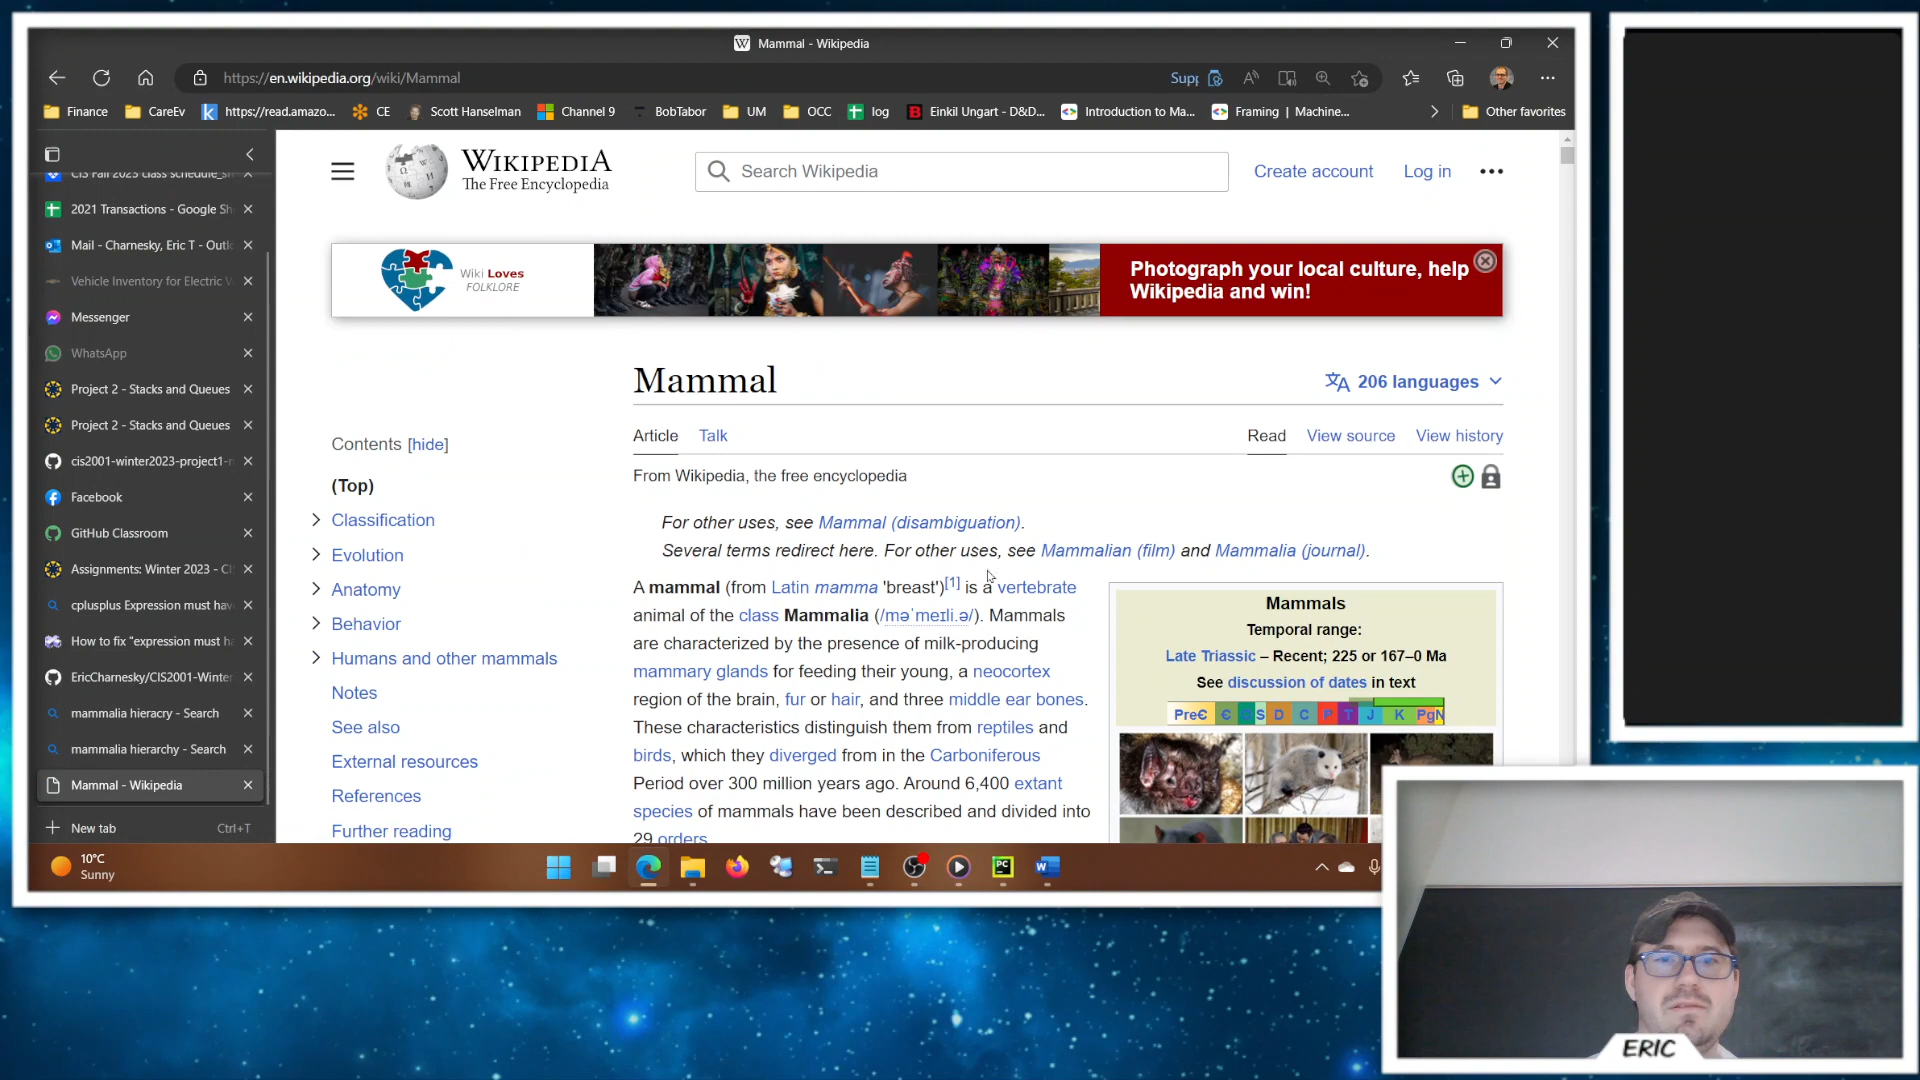 Mammal - Wikipedia
https://en.wikipedia.org/wiki/Mammal
Supp
Finance
CareEv
https://read.amazo...
CE
Scott Hanselman
Channel 9
BobTabor
UM
OCC
log
Einkil Ungart - D&D...
Introduction to Ma...
Framing | Machine...
Other favorites
CIS Fall 2023 class schedule_s
2021 Transactions - Google Sh
Mail - Charnesky, Eric T - Outl
Vehicle Inventory for Electric V
Messenger
WhatsApp
Project 2 - Stacks and Queues
Project 2 - Stacks and Queues
cis2001-winter2023-project1-
Facebook
GitHub Classroom
Assignments: Winter 2023 - CI
cplusplus Expression must hav
How to fix "expression must h
EricCharnesky/CIS2001-Winter
mammalia hieracry - Search
mammalia hierarchy - Search
Mammal - Wikipedia
New tab
Ctrl+T
WIKIPEDIA
The Free Encyclopedia
Search Wikipedia
Create account
Log in
Wiki Loves
FOLKLORE
Photograph your local culture, help
Wikipedia and win!
Mammal
206 languages
Article
Talk
Read
View source
View history
From Wikipedia, the free encyclopedia
Contents [hide]
(Top)
Classification
Evolution
Anatomy
Behavior
Humans and other mammals
Notes
See also
External resources
References
Further reading
For other uses, see Mammal (disambiguation).
Several terms redirect here. For other uses, see Mammalian (film) and Mammalia (journal).
A mammal (from Latin mamma 'breast')[1] is a vertebrate
animal of the class Mammalia (/məˈmeɪli.ə/). Mammals
are characterized by the presence of milk-producing
mammary glands for feeding their young, a neocortex
region of the brain, fur or hair, and three middle ear bones.
These characteristics distinguish them from reptiles and
birds, which they diverged from in the Carboniferous
Period over 300 million years ago. Around 6,400 extant
species of mammals have been described and divided into
29 orders.
Mammals
Temporal range:
Late Triassic – Recent; 225 or 167–0 Ma
See discussion of dates in text
PreꞒ Ꞓ O S D C P T J K PgN
10°C
Sunny
ERIC